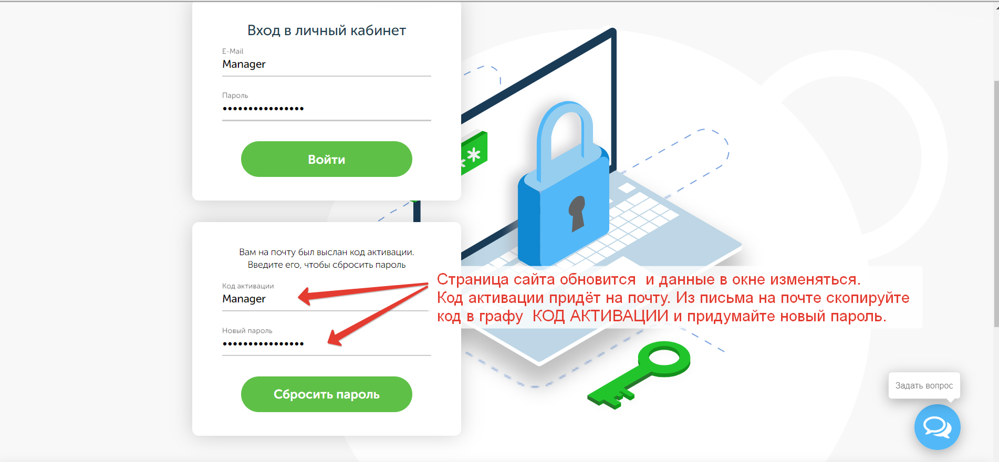 Вход в личный кабинет
E-Mail
Manager
Пароль
••••••••••••••••
Войти
**
Вам на почту был выслан код активации.
Введите его, чтобы сбросить пароль
Код активации
Manager
Новый пароль
••••••••••••••••
Сбросить пароль
Страница сайта обновится и данные в окне изменяться.
Код активации придёт на почту. Из письма на почте скопируйте
код в графу КОД АКТИВАЦИИ и придумайте новый пароль.
Задать вопрос